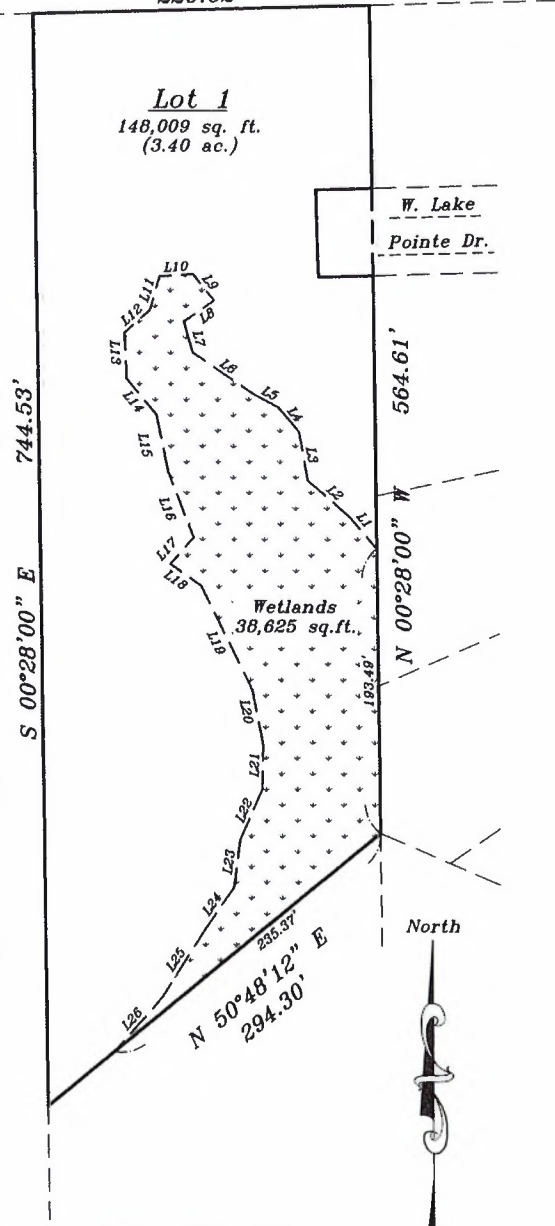 Lot 1
148,009 sq. ft.
(3.40 ac.)
W. Lake
Pointe Dr.
L10
L9
L11
L8
L12
L7
L13
L6
L5
L14
L4
L15
L3
L2
L16
L1
L17
L18
Wetlands
38,625 sq.ft.
L19
L20
L21
L22
L23
L24
L25
L26
744.53'
S 00°28'00" E
564.61'
N 00°28'00" W
193.49'
235.37'
N 50°48'12" E
294.30'
North